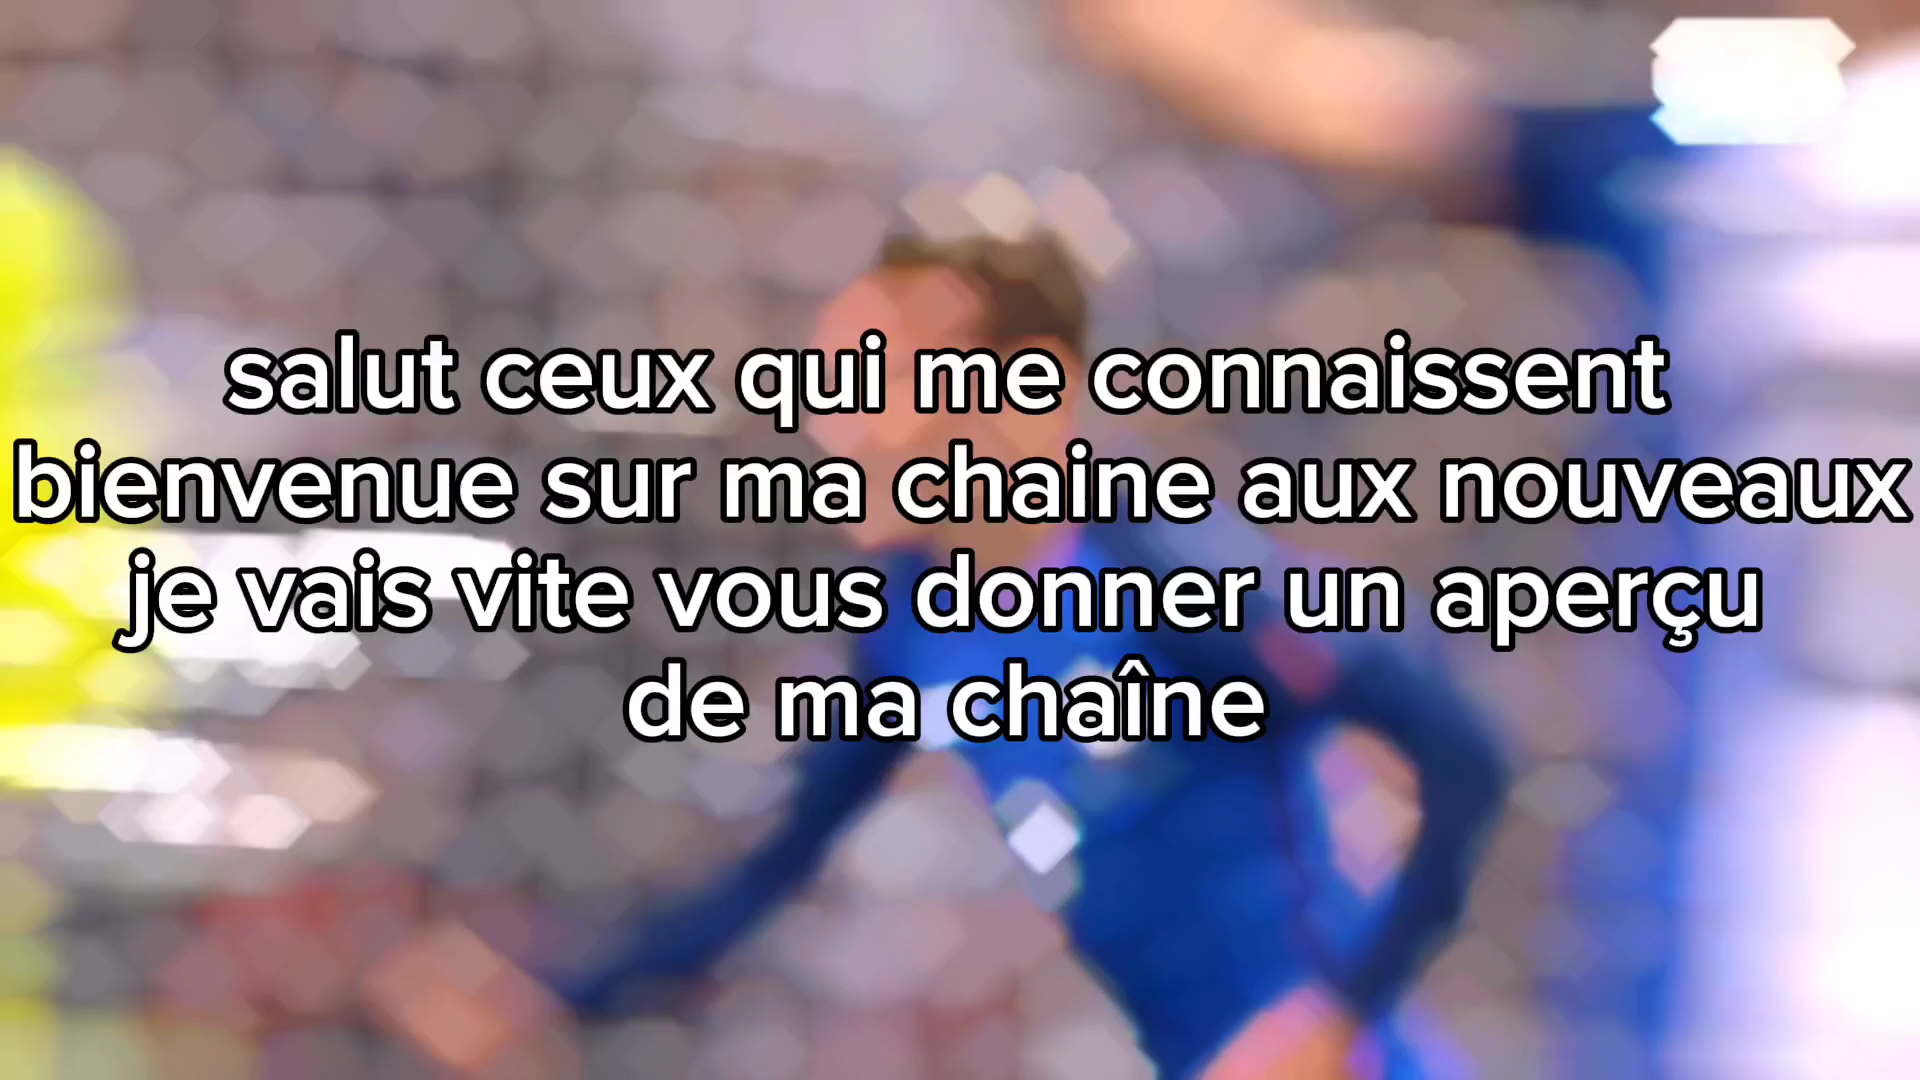 salut ceux qui me connaissent
bienvenue sur ma chaine aux nouveaux
je vais vite vous donner un aperçu
de ma chaîne